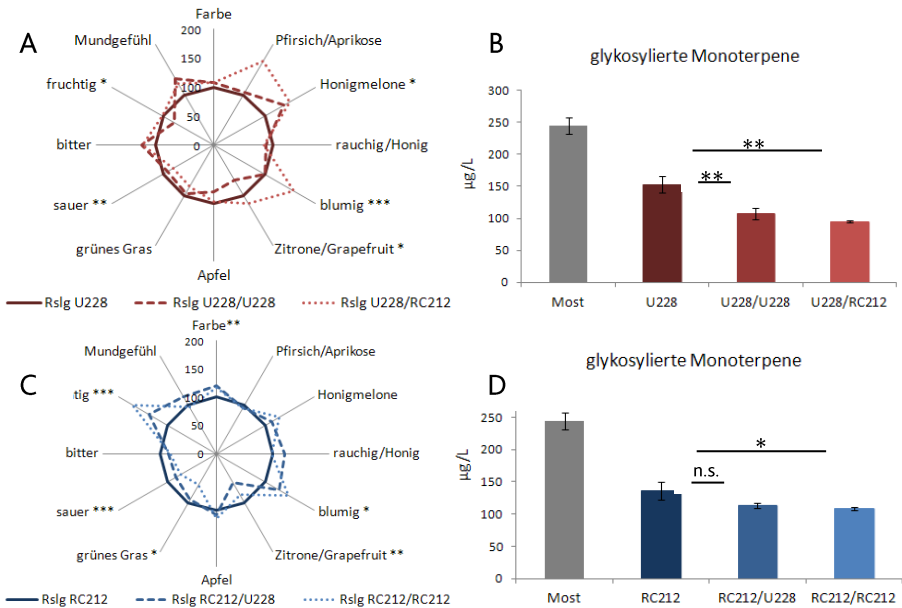 A
Farbe
200
150
100
50
0
Pfirsich/Aprikose
Honigmelone *
rauchig/Honig
blumig ***
Zitrone/Grapefruit *
Apfel
grünes Gras
sauer **
bitter
fruchtig *
Mundgefühl
Rslg U228
Rslg U228/U228
Rslg U228/RC212
B
glykosylierte Monoterpene
µg/L
300
250
200
150
100
50
0
**
**
Most
U228
U228/U228
U228/RC212
C
Farbe**
200
150
100
50
0
Pfirsich/Aprikose
Honigmelone
rauchig/Honig
blumig *
Zitrone/Grapefruit **
Apfel
grünes Gras *
sauer ***
bitter
tig ***
Mundgefühl
Rslg RC212
Rslg RC212/U228
Rslg RC212/RC212
D
glykosylierte Monoterpene
µg/L
250
200
150
100
50
0
*
n.s.
Most
RC212
RC212/U228
RC212/RC212